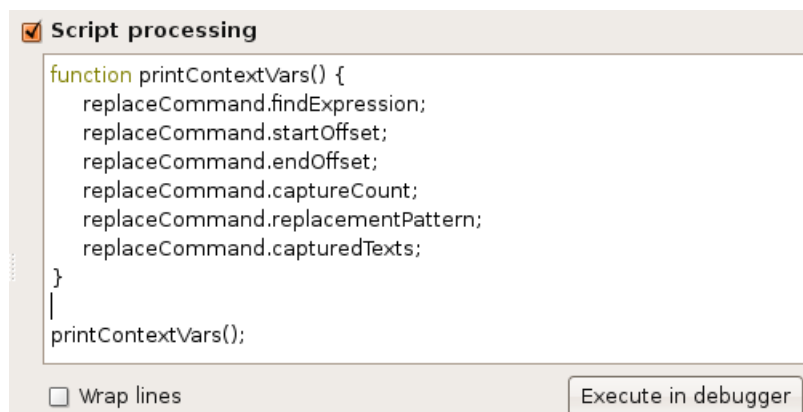 Script processing
function printContextVars() {
replaceCommand.findExpression;
replaceCommand.startOffset;
replaceCommand.endOffset;
replaceCommand.captureCount;
replaceCommand.replacementPattern;
replaceCommand.capturedTexts;
}
printContextVars();
Wrap lines
Execute in debugger